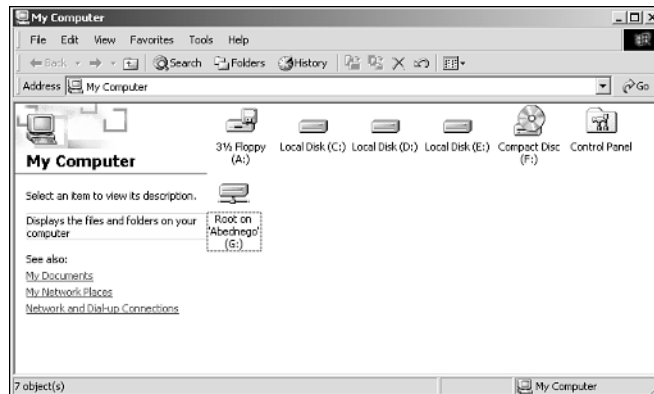 My Computer
File Edit View Favorites Tools Help
Back Search Folders History
Address My Computer Go
My Computer
Select an item to view its description.
Displays the files and folders on your computer
See also:
My Documents
My Network Places
Network and Dial-up Connections
3½ Floppy (A:)
Local Disk (C:)
Local Disk (D:)
Local Disk (E:)
Compact Disc (F:)
Control Panel
Root on 'Abednego' (G:)
7 object(s)
My Computer